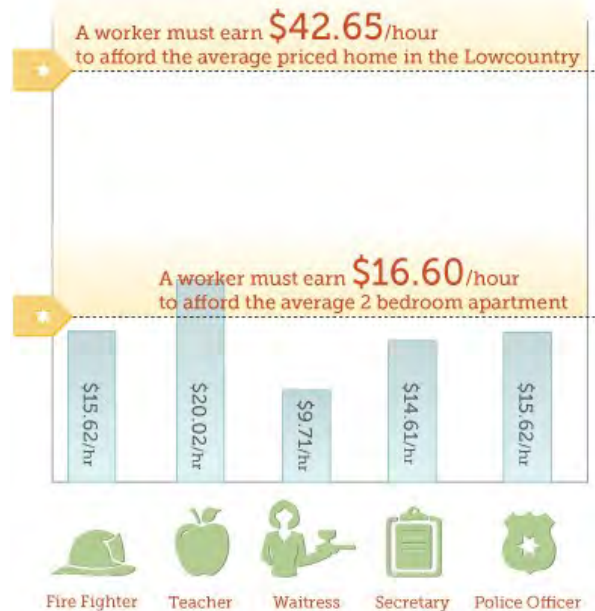 A worker must earn $42.65/hour
to afford the average priced home in the Lowcountry
A worker must earn $16.60/hour
to afford the average 2 bedroom apartment
$15.62/hr
$20.02/hr
$9.71/hr
$14.61/hr
$15.62/hr
Fire Fighter
Teacher
Waitress
Secretary
Police Officer